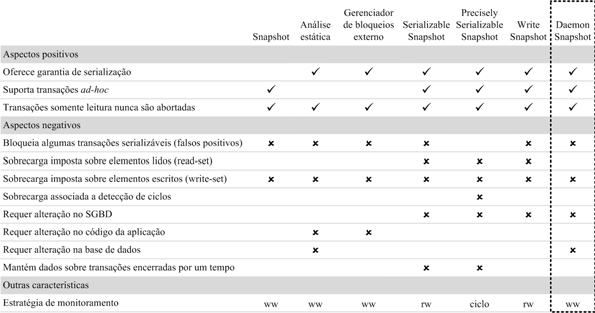 Snapshot Análise estática Gerenciador de bloqueios externo Serializable Snapshot Precisely Serializable Snapshot Write Snapshot Daemon Snapshot
Aspectos positivos
Oferece garantia de serialização ✓ ✓ ✓ ✓ ✓ ✓
Suporta transações ad-hoc ✓ ✓ ✓ ✓ ✓
Transações somente leitura nunca são abortadas ✓ ✓ ✓ ✓ ✓ ✓ ✓
Aspectos negativos
Bloqueia algumas transações serializáveis (falsos positivos) ✗ ✗ ✗ ✗ ✗ ✗
Sobrecarga imposta sobre elementos lidos (read-set) ✗ ✗ ✗
Sobrecarga imposta sobre elementos escritos (write-set) ✗ ✗ ✗ ✗ ✗ ✗ ✗
Sobrecarga associada a detecção de ciclos ✗
Requer alteração no SGBD ✗ ✗ ✗ ✗
Requer alteração no código da aplicação ✗ ✗
Requer alteração na base de dados ✗ ✗
Mantém dados sobre transações encerradas por um tempo ✗ ✗
Outras características
Estratégia de monitoramento ww ww ww rw ciclo rw ww